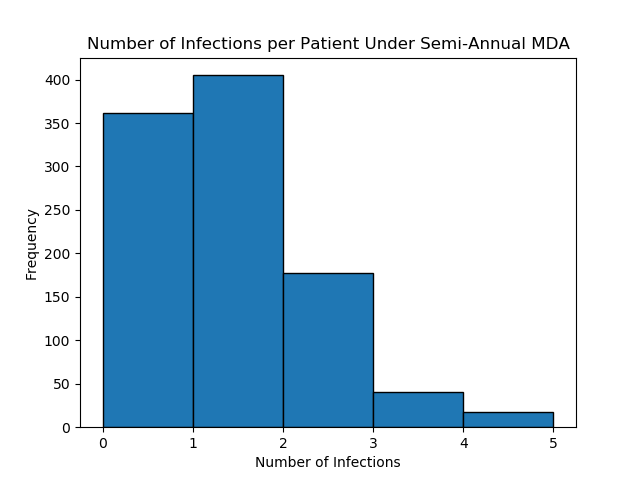 Number of Infections per Patient Under Semi-Annual MDA
400
350
300
250
200
150
100
50
0
Frequency
0 1 2 3 4 5
Number of Infections